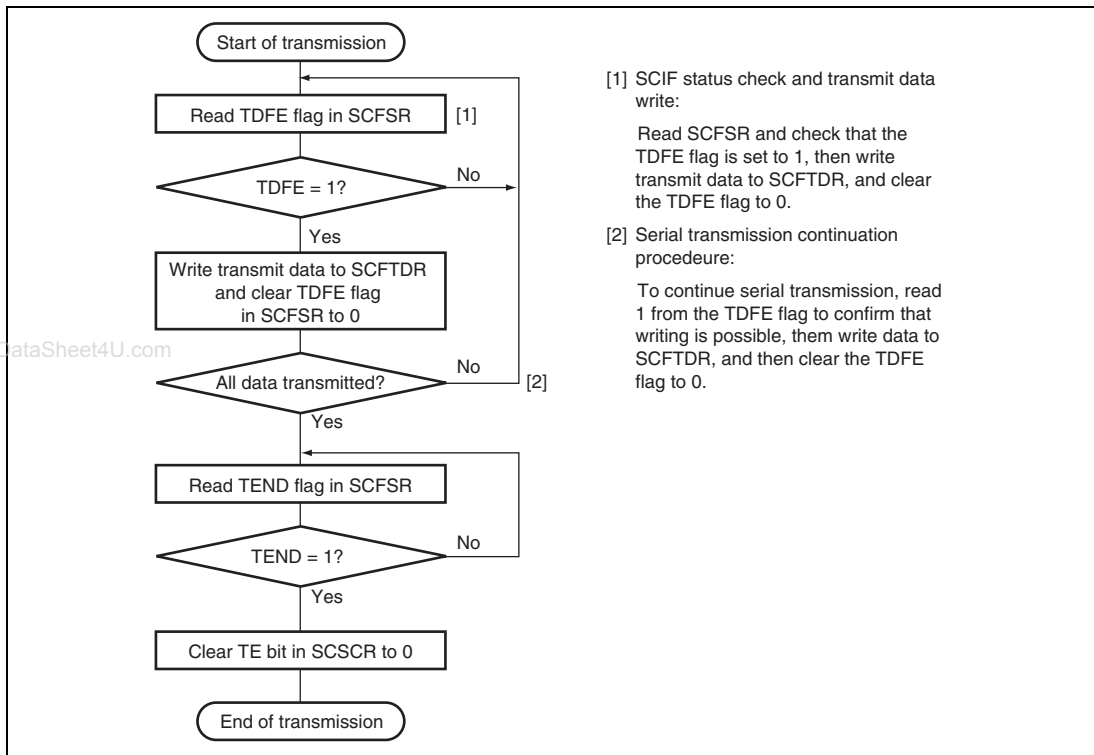 Start of transmission
Read TDFE flag in SCFSR
[1]
TDFE = 1?
No
Yes
Write transmit data to SCFTDR
and clear TDFE flag
in SCFSR to 0
All data transmitted?
No
[2]
Yes
Read TEND flag in SCFSR
TEND = 1?
No
Yes
Clear TE bit in SCSCR to 0
End of transmission
[1] SCIF status check and transmit data
write:
Read SCFSR and check that the
TDFE flag is set to 1, then write
transmit data to SCFTDR, and clear
the TDFE flag to 0.
[2] Serial transmission continuation
procedeure:
To continue serial transmission, read
1 from the TDFE flag to confirm that
writing is possible, them write data to
SCFTDR, and then clear the TDFE
flag to 0.
DataSheet4U.com